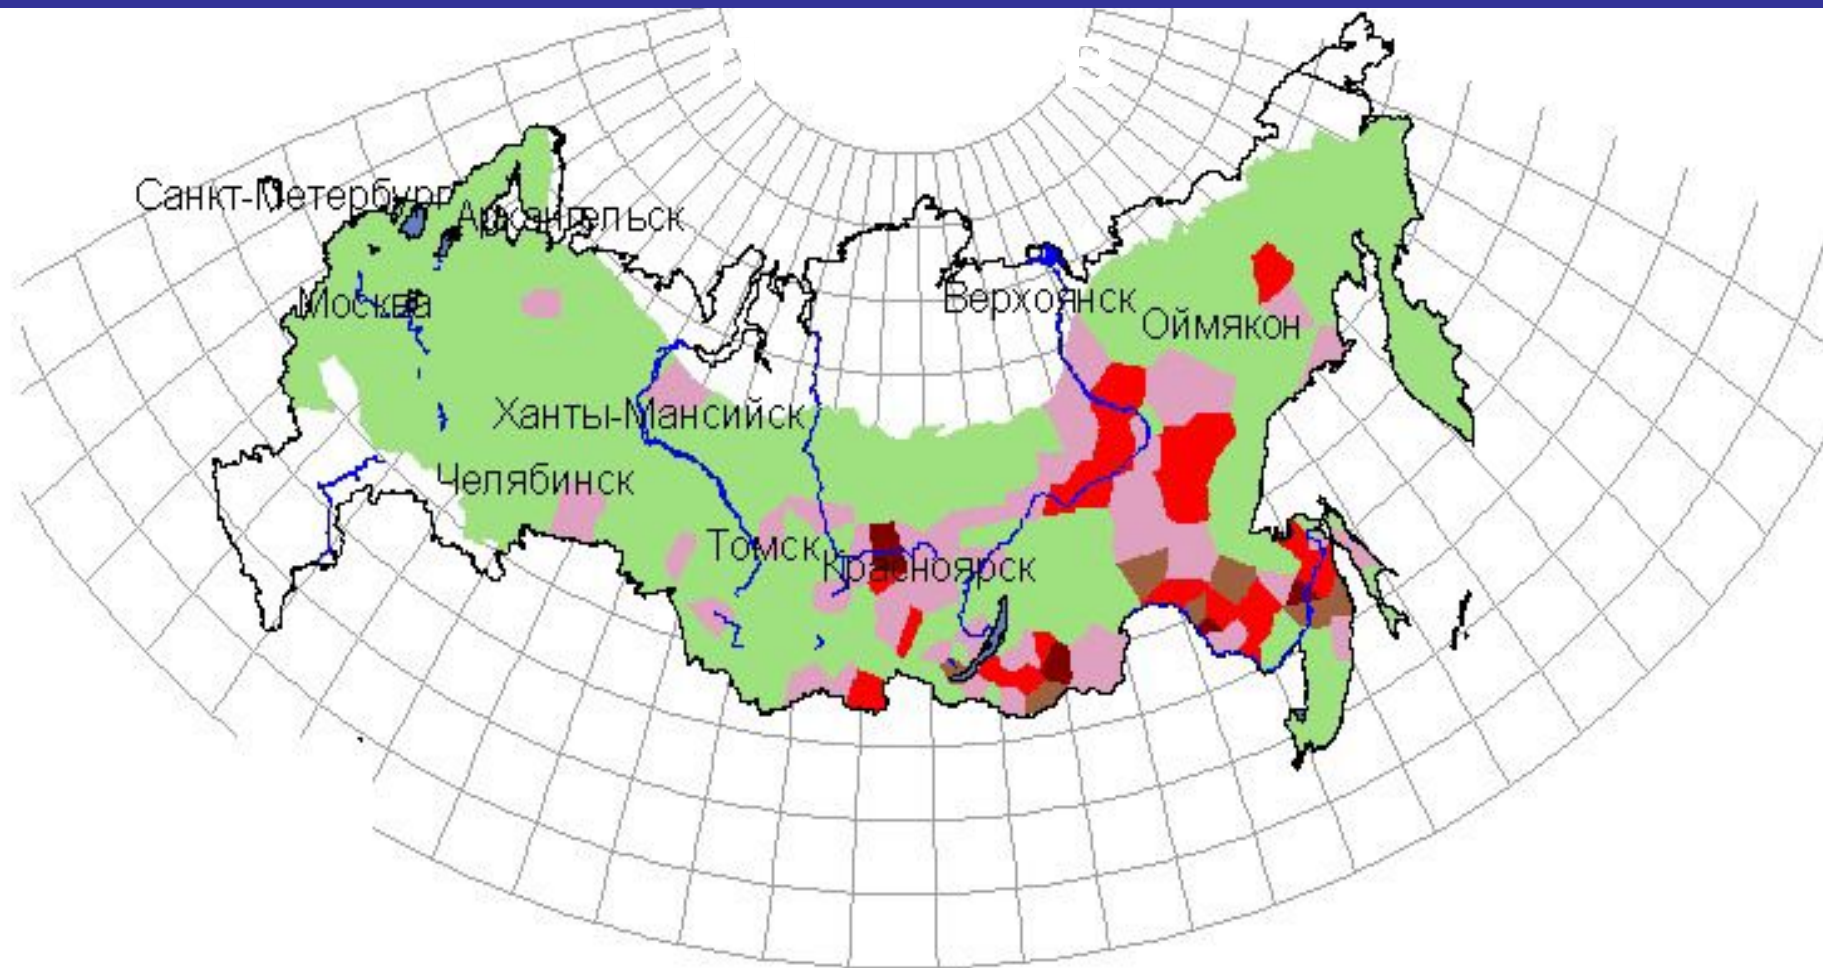 Санкт-Петербург
Архангельск
Москва
Верхоянск
Оймякон
Ханты-Мансийск
Челябинск
Томск
Красноярск